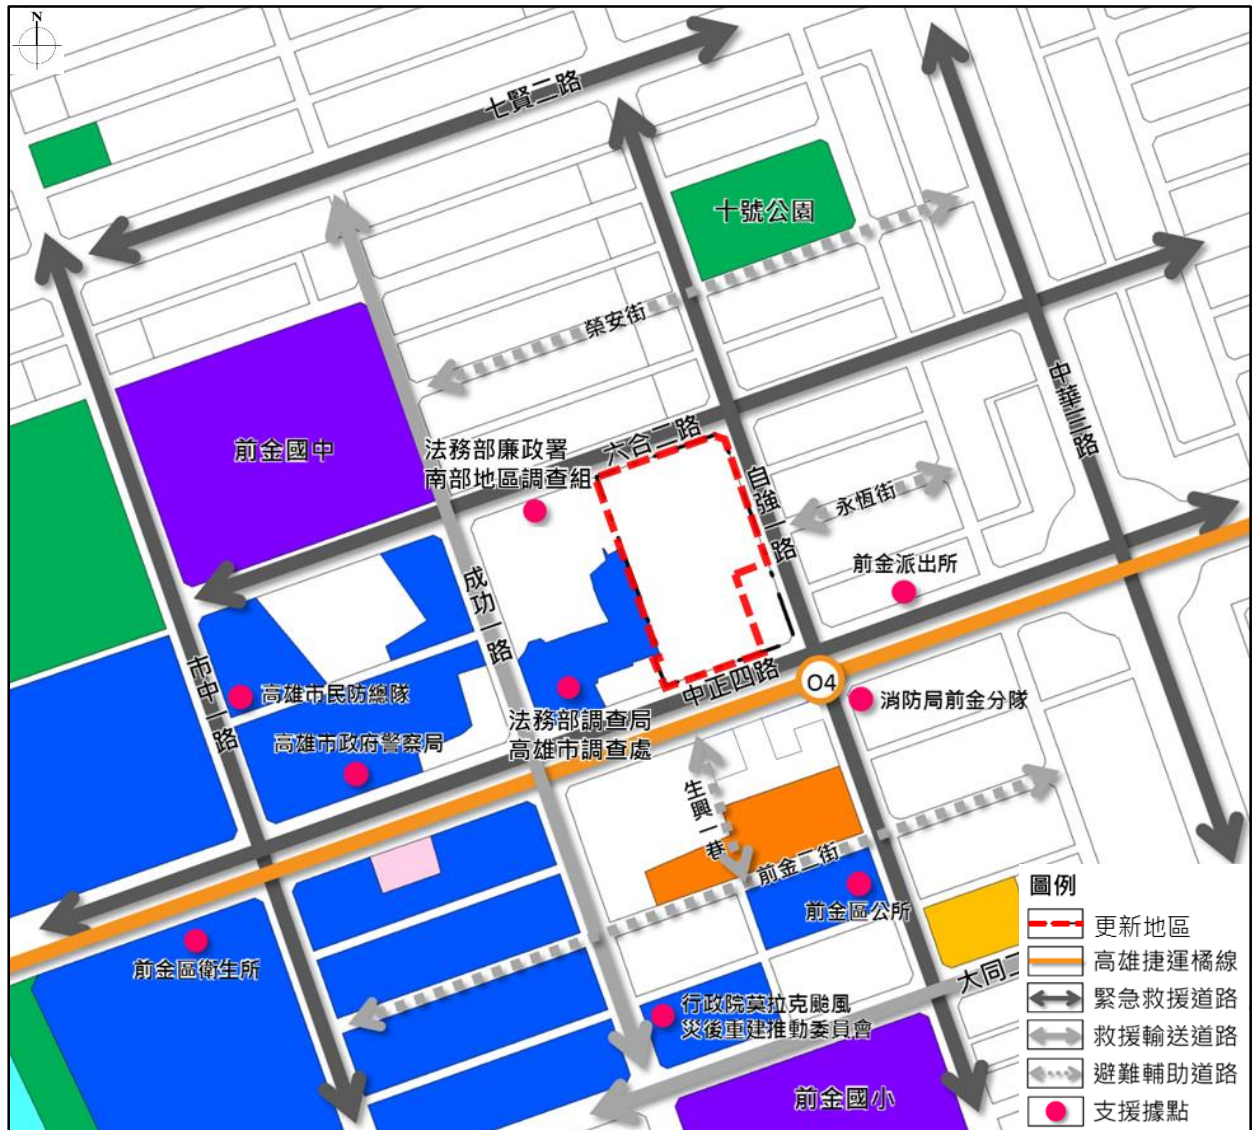 N
七賢二路
十號公園
榮安街
中華三路
前金國中
法務部廉政署
南部地區調查組
六合二路
自強一路
永恆街
前金派出所
成功一路
市中一路
高雄市民防總隊
法務部調查局
高雄市調查處
中正四路
O4
消防局前金分隊
高雄市政府警察局
生興一巷
前金二街
前金區公所
前金區衛生所
行政院莫拉克颱風
災後重建推動委員會
大同二
前金國小
圖例
更新地區
高雄捷運橘線
緊急救援道路
救援輸送道路
避難輔助道路
支援據點